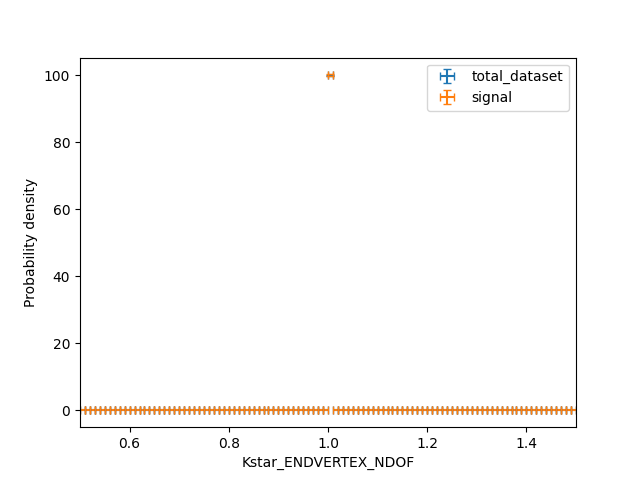 total_dataset
signal
Probability density
100
80
60
40
20
0
0.6 0.8 1.0 1.2 1.4
Kstar_ENDVERTEX_NDOF